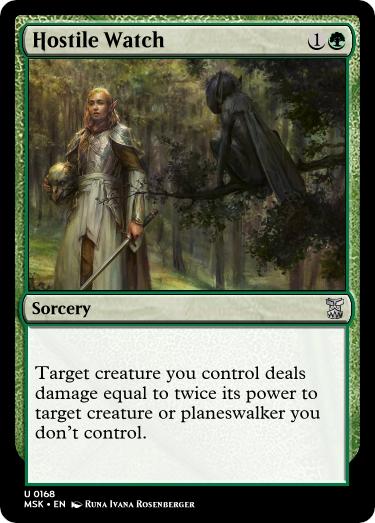 Hostile Watch 1
Sorcery
Target creature you control deals
damage equal to twice its power to
target creature or planeswalker you
don't control.
U 0168
MSK • EN Runa Ivana Rosenberger